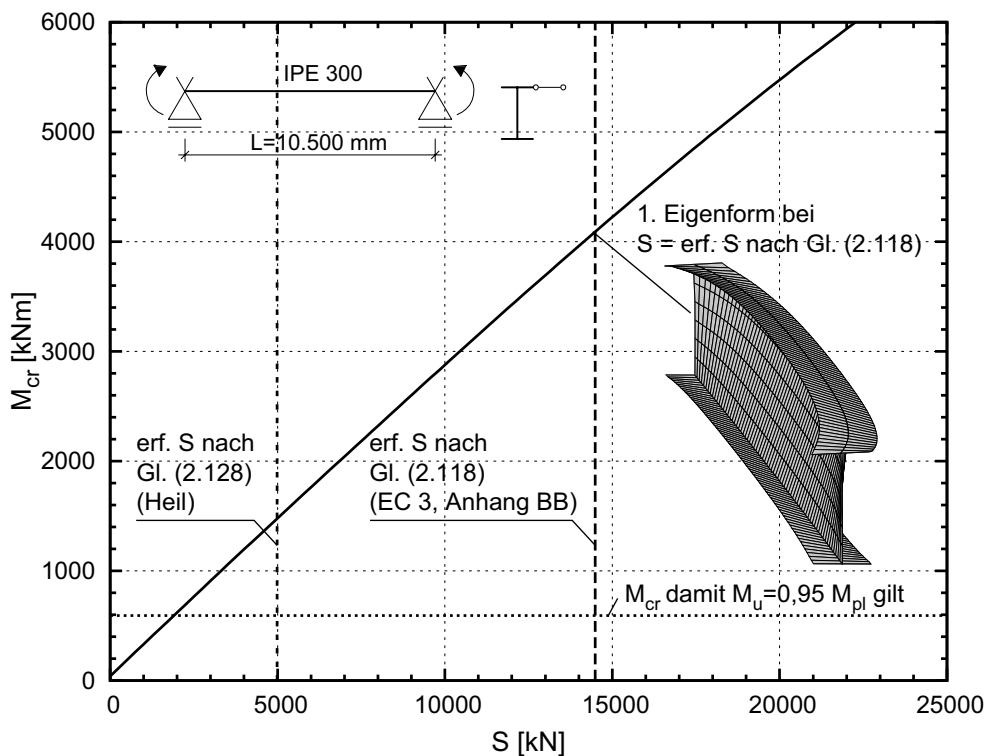 6000
5000
4000
3000
2000
1000
0
M_cr [kNm]
IPE 300
L=10.500 mm
1. Eigenform bei
S = erf. S nach Gl. (2.118)
erf. S nach
Gl. (2.128)
(Heil)
erf. S nach
Gl. (2.118)
(EC 3, Anhang BB)
M_cr damit M_u=0,95 M_pl gilt
0
5000
10000
15000
20000
25000
S [kN]